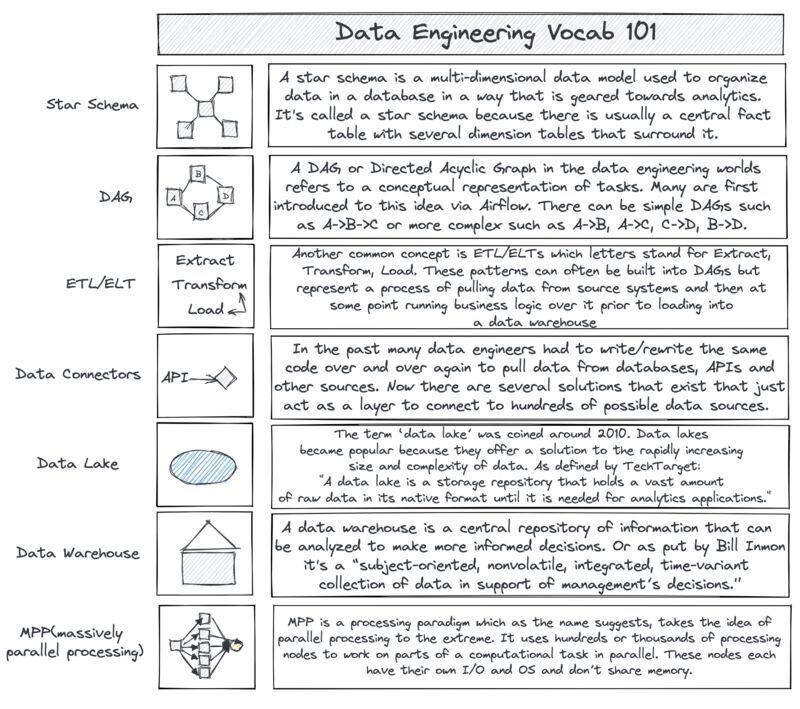 Data Engineering Vocab 101
Star Schema
A star schema is a multi-dimensional data model used to organize
data in a database in a way that is geared towards analytics.
It's called a star schema because there is usually a central fact
table with several dimension tables that surround it.
DAG
B
A
D
C
A DAG or Directed Acyclic Graph in the data engineering worlds
refers to a conceptual representation of tasks. Many are first
introduced to this idea via Airflow. There can be simple DAGs such
as A->B->C or more complex such as A->B, A->C, C->D, B->D.
ETL/ELT
Extract
Transform
Load
Another common concept is ETL/ELTs which letters stand for Extract,
Transform, Load. These patterns can often be built into DAGs but
represent a process of pulling data from source systems and then at
some point running business logic over it prior to loading into
a data warehouse
Data Connectors
API
In the past many data engineers had to write/rewrite the same
code over and over again to pull data from databases, APIs and
other sources. Now there are several solutions that exist that just
act as a layer to connect to hundreds of possible data sources.
Data Lake
The term 'data lake' was coined around 2010. Data lakes
became popular because they offer a solution to the rapidly increasing
size and complexity of data. As defined by TechTarget:
"A data lake is a storage repository that holds a vast amount
of raw data in its native format until it is needed for analytics applications."
Data Warehouse
A data warehouse is a central repository of information that can
be analyzed to make more informed decisions. Or as put by Bill Inmon
it's a "subject-oriented, nonvolatile, integrated, time-variant
collection of data in support of management's decisions."
MPP(massively
parallel processing)
MPP is a processing paradigm which as the name suggests, takes the idea of
parallel processing to the extreme. It uses hundreds or thousands of processing
nodes to work on parts of a computational task in parallel. These nodes each
have their own I/O and OS and don't share memory.